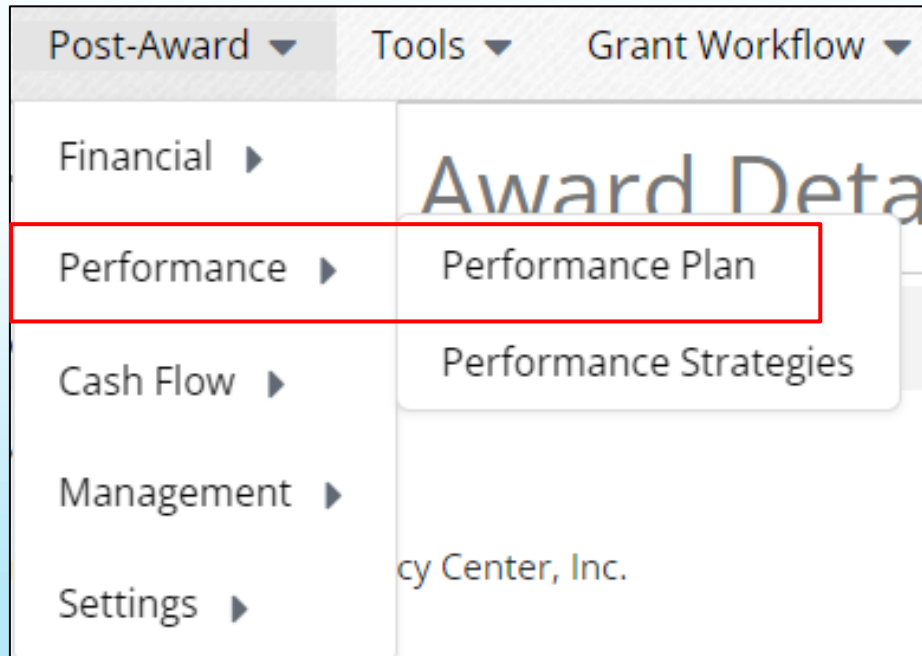 Post-Award Tools Grant Workflow
Financial
Award Deta
Performance
Performance Plan
Performance Strategies
Cash Flow
Management
cy Center, Inc.
Settings